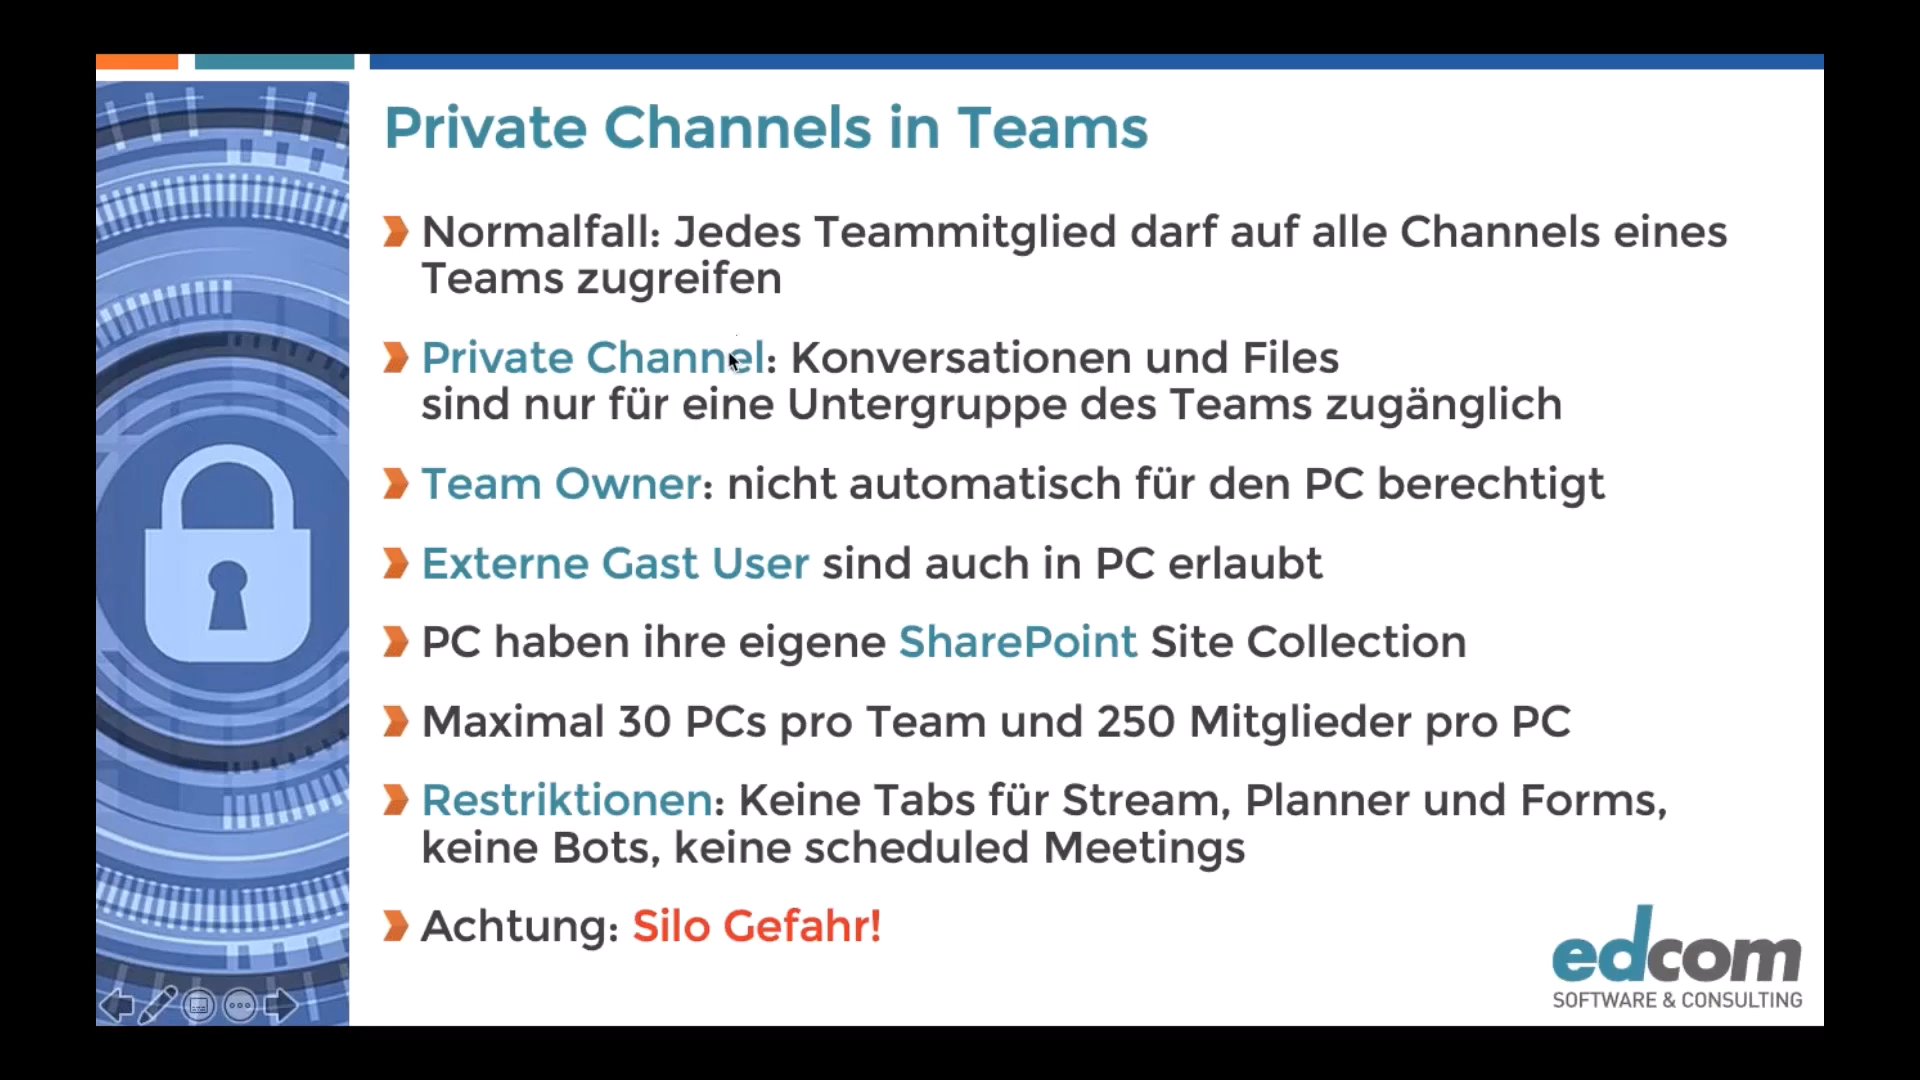 Private Channels in Teams
Normalfall: Jedes Teammitglied darf auf alle Channels eines
Teams zugreifen
Private Channel: Konversationen und Files
sind nur für eine Untergruppe des Teams zugänglich
Team Owner: nicht automatisch für den PC berechtigt
Externe Gast User sind auch in PC erlaubt
PC haben ihre eigene SharePoint Site Collection
Maximal 30 PCs pro Team und 250 Mitglieder pro PC
Restriktionen: Keine Tabs für Stream, Planner und Forms,
keine Bots, keine scheduled Meetings
Achtung: Silo Gefahr!
edcom
SOFTWARE & CONSULTING